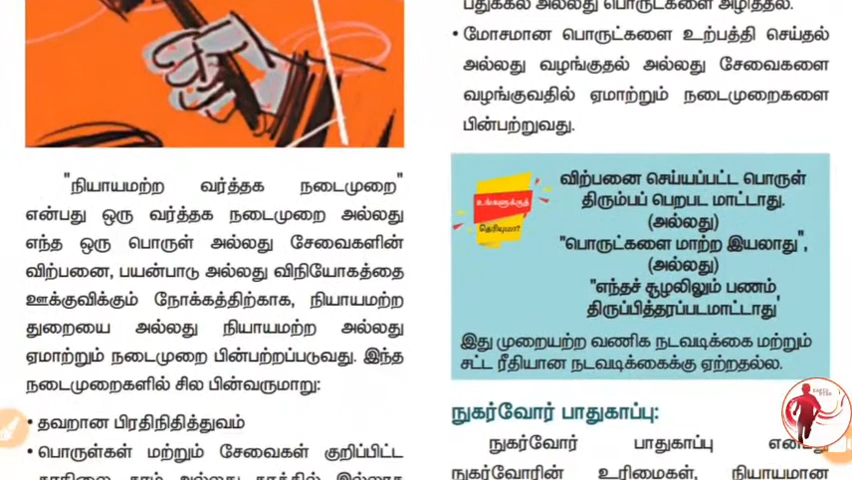 "நியாயமற்ற வர்த்தக நடைமுறை"
என்பது ஒரு வர்த்தக நடைமுறை அல்லது
எந்த ஒரு பொருள் அல்லது சேவைகளின்
விற்பனை, பயன்பாடு அல்லது விநியோகத்தை
ஊக்குவிக்கும் நோக்கத்திற்காக, நியாயமற்ற
துறையை அல்லது நியாயமற்ற அல்லது
ஏமாற்றும் நடைமுறை பின்பற்றப்படுவது. இந்த
நடைமுறைகளில் சில பின்வருமாறு:
• தவறான பிரதிநிதித்துவம்
• பொருள்கள் மற்றும் சேவைகள் குறிப்பிட்ட
பதுக்கல் அல்லது பொருட்களை அழித்தல்.
• மோசமான பொருட்களை உற்பத்தி செய்தல்
அல்லது வழங்குதல் அல்லது சேவைகளை
வழங்குவதில் ஏமாற்றும் நடைமுறைகளை
பின்பற்றுவது.
உங்களுக்குத்
தெரியுமா?
விற்பனை செய்யப்பட்ட பொருள்
திரும்பப் பெறபட மாட்டாது.
(அல்லது)
"பொருட்களை மாற்ற இயலாது",
(அல்லது)
"எந்தச் சூழலிலும் பணம்
திருப்பித்தரப்படமாட்டாது"
இது முறையற்ற வணிக நடவடிக்கை மற்றும்
சட்ட ரீதியான நடவடிக்கைக்கு ஏற்றதல்ல.
நுகர்வோர் பாதுகாப்பு:
நுகர்வோர் பாதுகாப்பு
நுகர்வோரின் உரிமைகள், நியாயமான